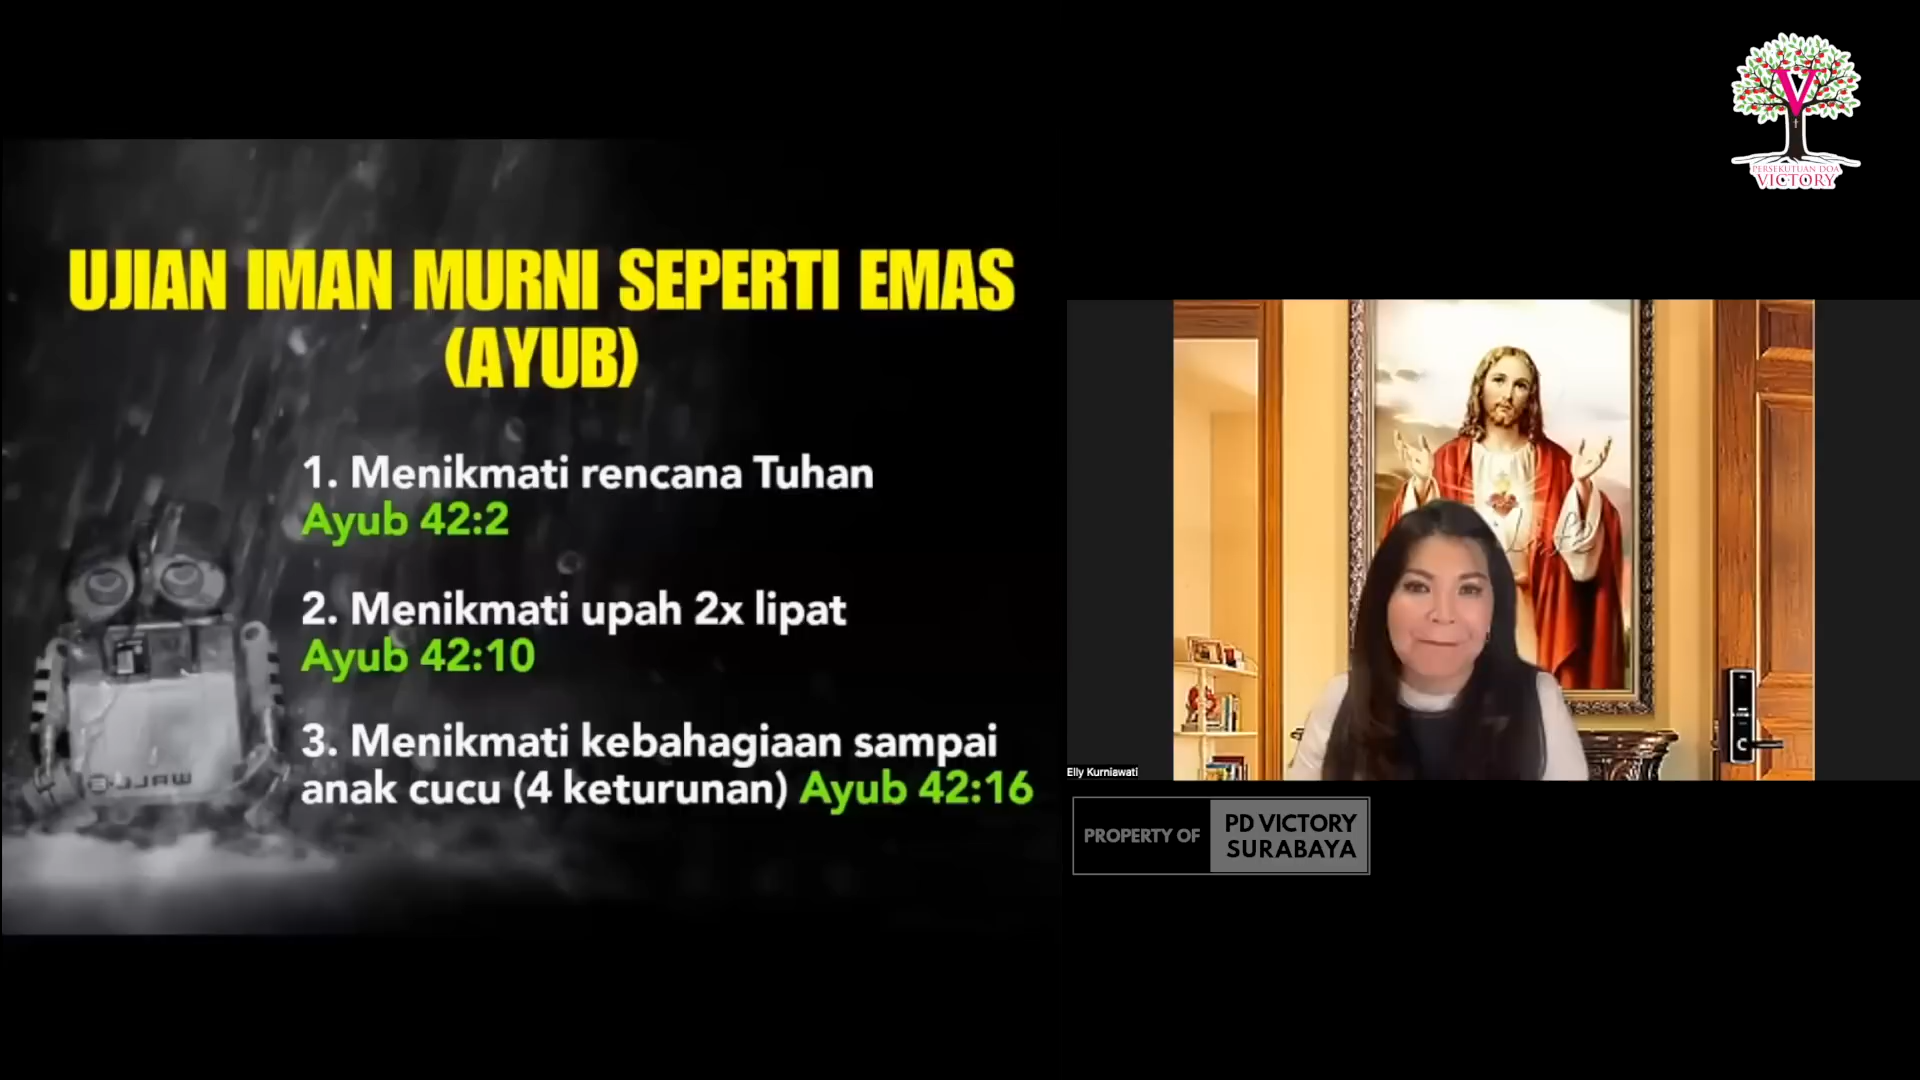 UJIAN IMAN MURNI SEPERTI EMAS
(AYUB)
1. Menikmati rencana Tuhan
Ayub 42:2
2. Menikmati upah 2x lipat
Ayub 42:10
3. Menikmati kebahagiaan sampai
anak cucu (4 keturunan) Ayub 42:16
WALL-E
V
PERSEKUTUAN DOA
VICTORY
Elly Kurniawati
PROPERTY OF
PD VICTORY
SURABAYA